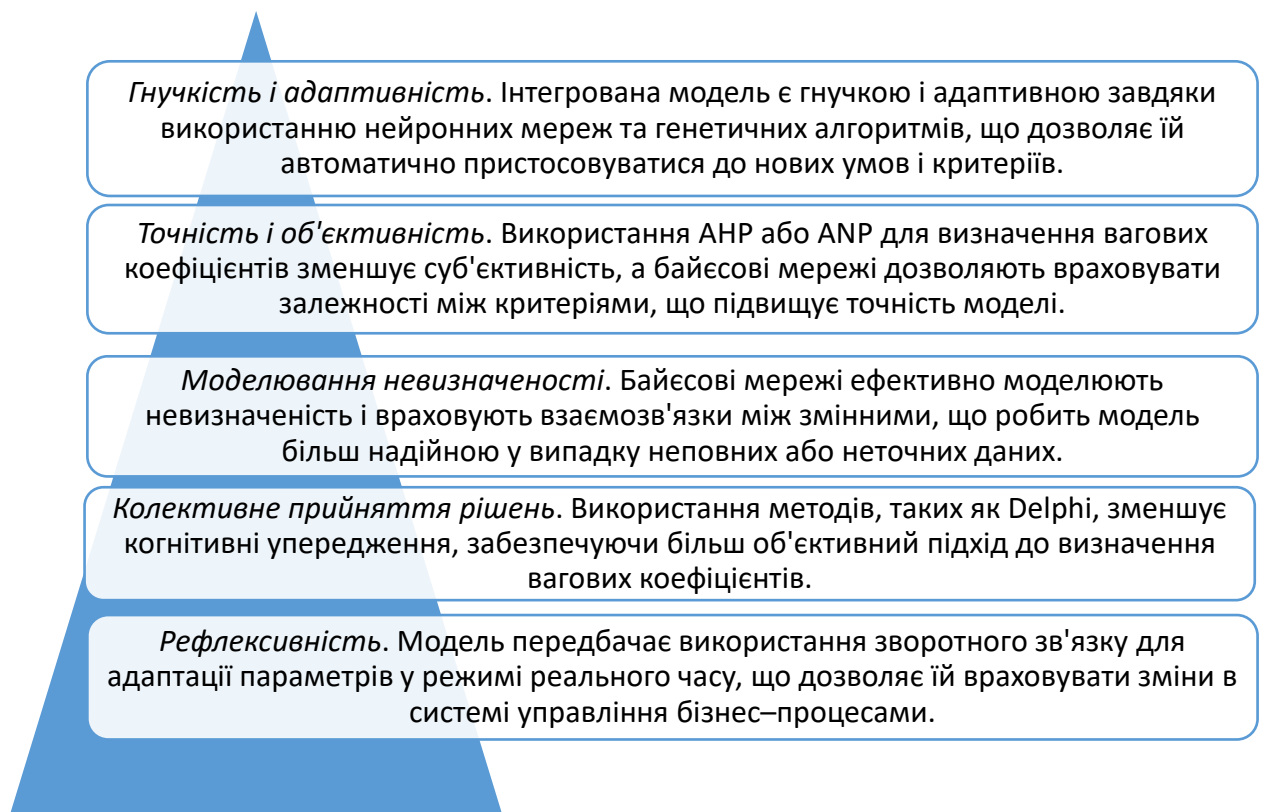 Гнучкість і адаптивність. Інтегрована модель є гнучкою і адаптивною завдяки
використанню нейронних мереж та генетичних алгоритмів, що дозволяє їй
автоматично пристосовуватися до нових умов і критеріїв.
Точність і об'єктивність. Використання AHP або ANP для визначення вагових
коефіцієнтів зменшує суб'єктивність, а байєсові мережі дозволяють враховувати
залежності між критеріями, що підвищує точність моделі.
Моделювання невизначеності. Байєсові мережі ефективно моделюють
невизначеність і враховують взаємозв'язки між змінними, що робить модель
більш надійною у випадку неповних або неточних даних.
Колективне прийняття рішень. Використання методів, таких як Delphi, зменшує
когнітивні упередження, забезпечуючи більш об'єктивний підхід до визначення
вагових коефіцієнтів.
Рефлексивність. Модель передбачає використання зворотного зв'язку для
адаптації параметрів у режимі реального часу, що дозволяє їй враховувати зміни в
системі управління бізнес–процесами.